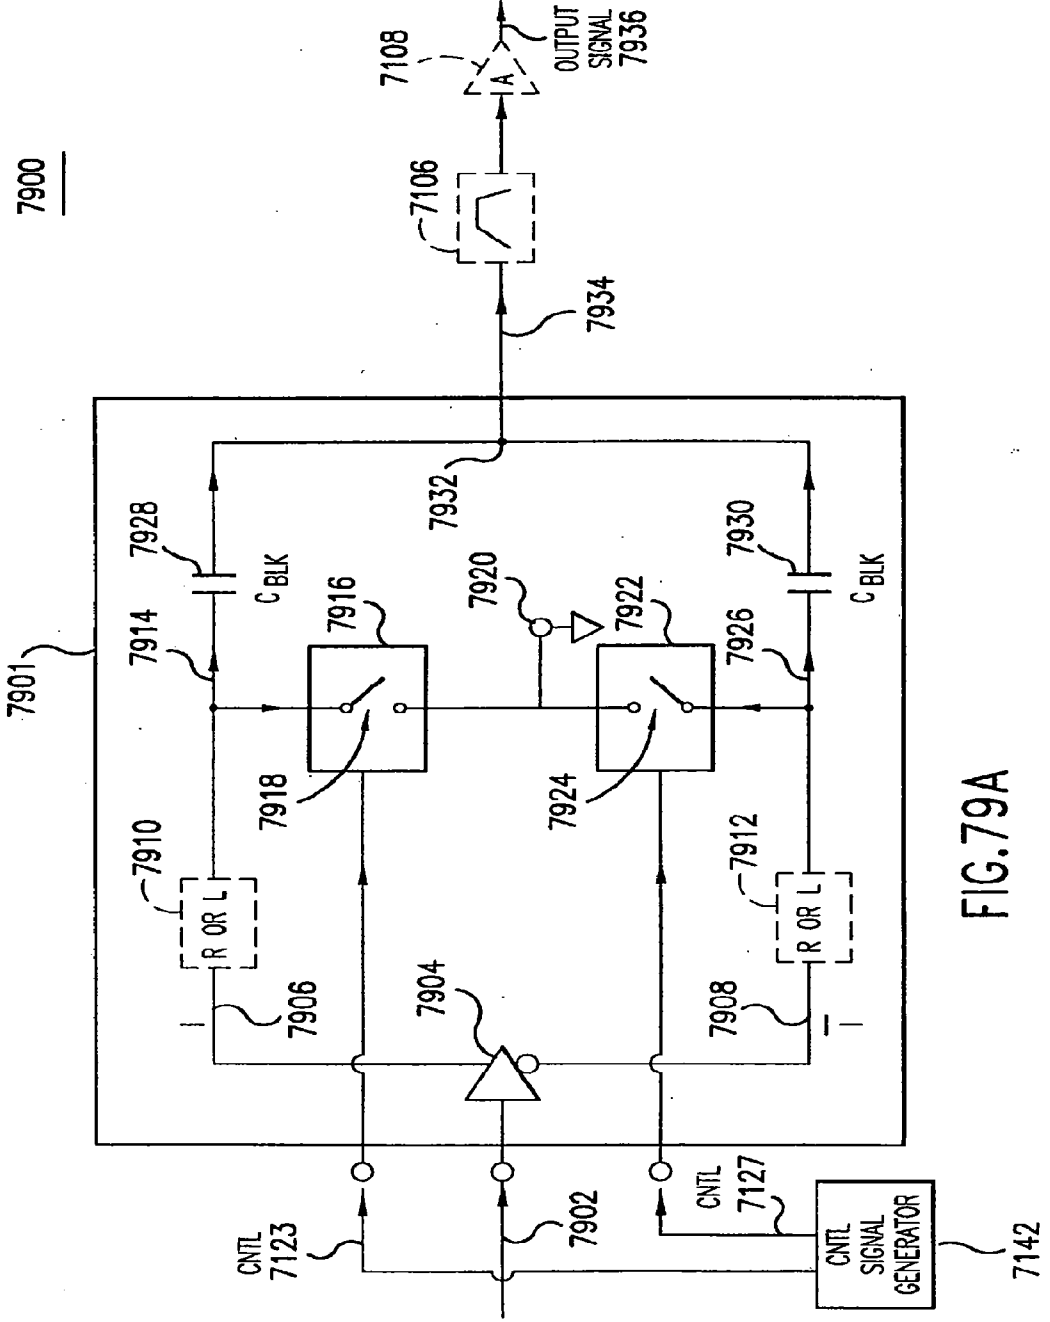 7900
7901
7914
7928
C BLK
7910
R OR L
7906
I
7916
7918
7920
7932
7934
7106
7108
A
OUTPUT
SIGNAL
7936
7904
7922
7924
7926
7930
C BLK
7912
R OR L
7908
I
CNTL
7123
7902
CNTL
7127
CNTL
SIGNAL
GENERATOR
7142
FIG.79A